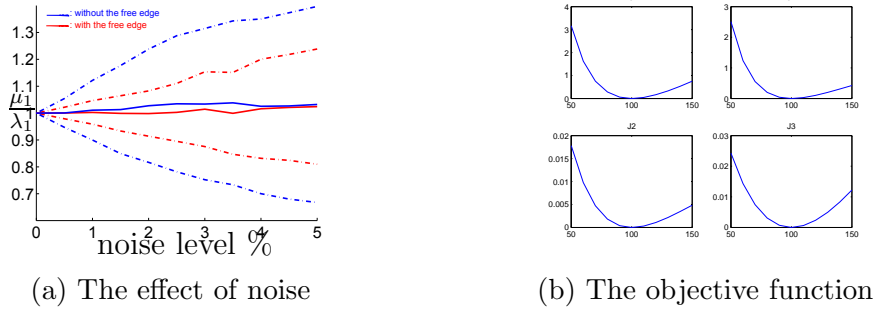 : without the free edge
: with the free edge
1.4
1.3
1.2
1.1
μ1
λ1
1
0.9
0.8
0.7
0 1 2 3 4 5
noise level %
(a) The effect of noise
4
3
2
1
0
50 100 150
3
2
1
0
50 100 150
J2
0.02
0.015
0.01
0.005
0
50 100 150
J3
0.03
0.02
0.01
0
50 100 150
(b) The objective function